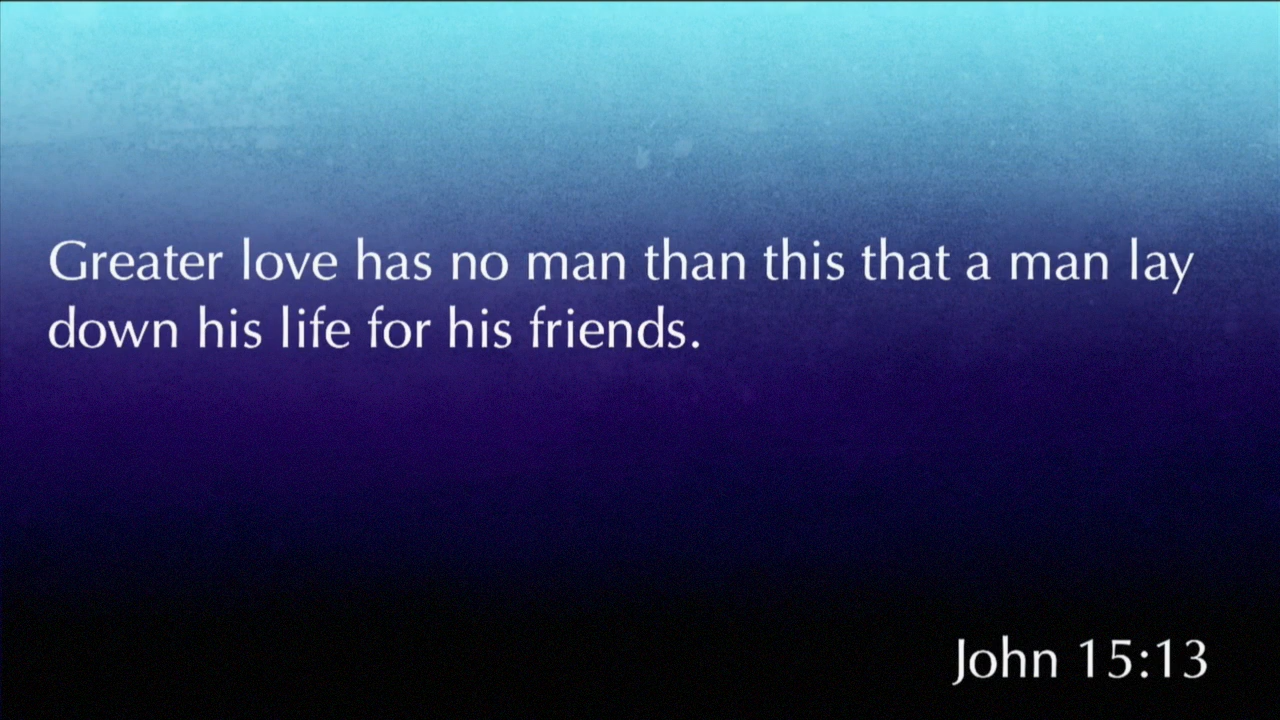 Greater love has no man than this that a man lay
down his life for his friends.
John 15:13